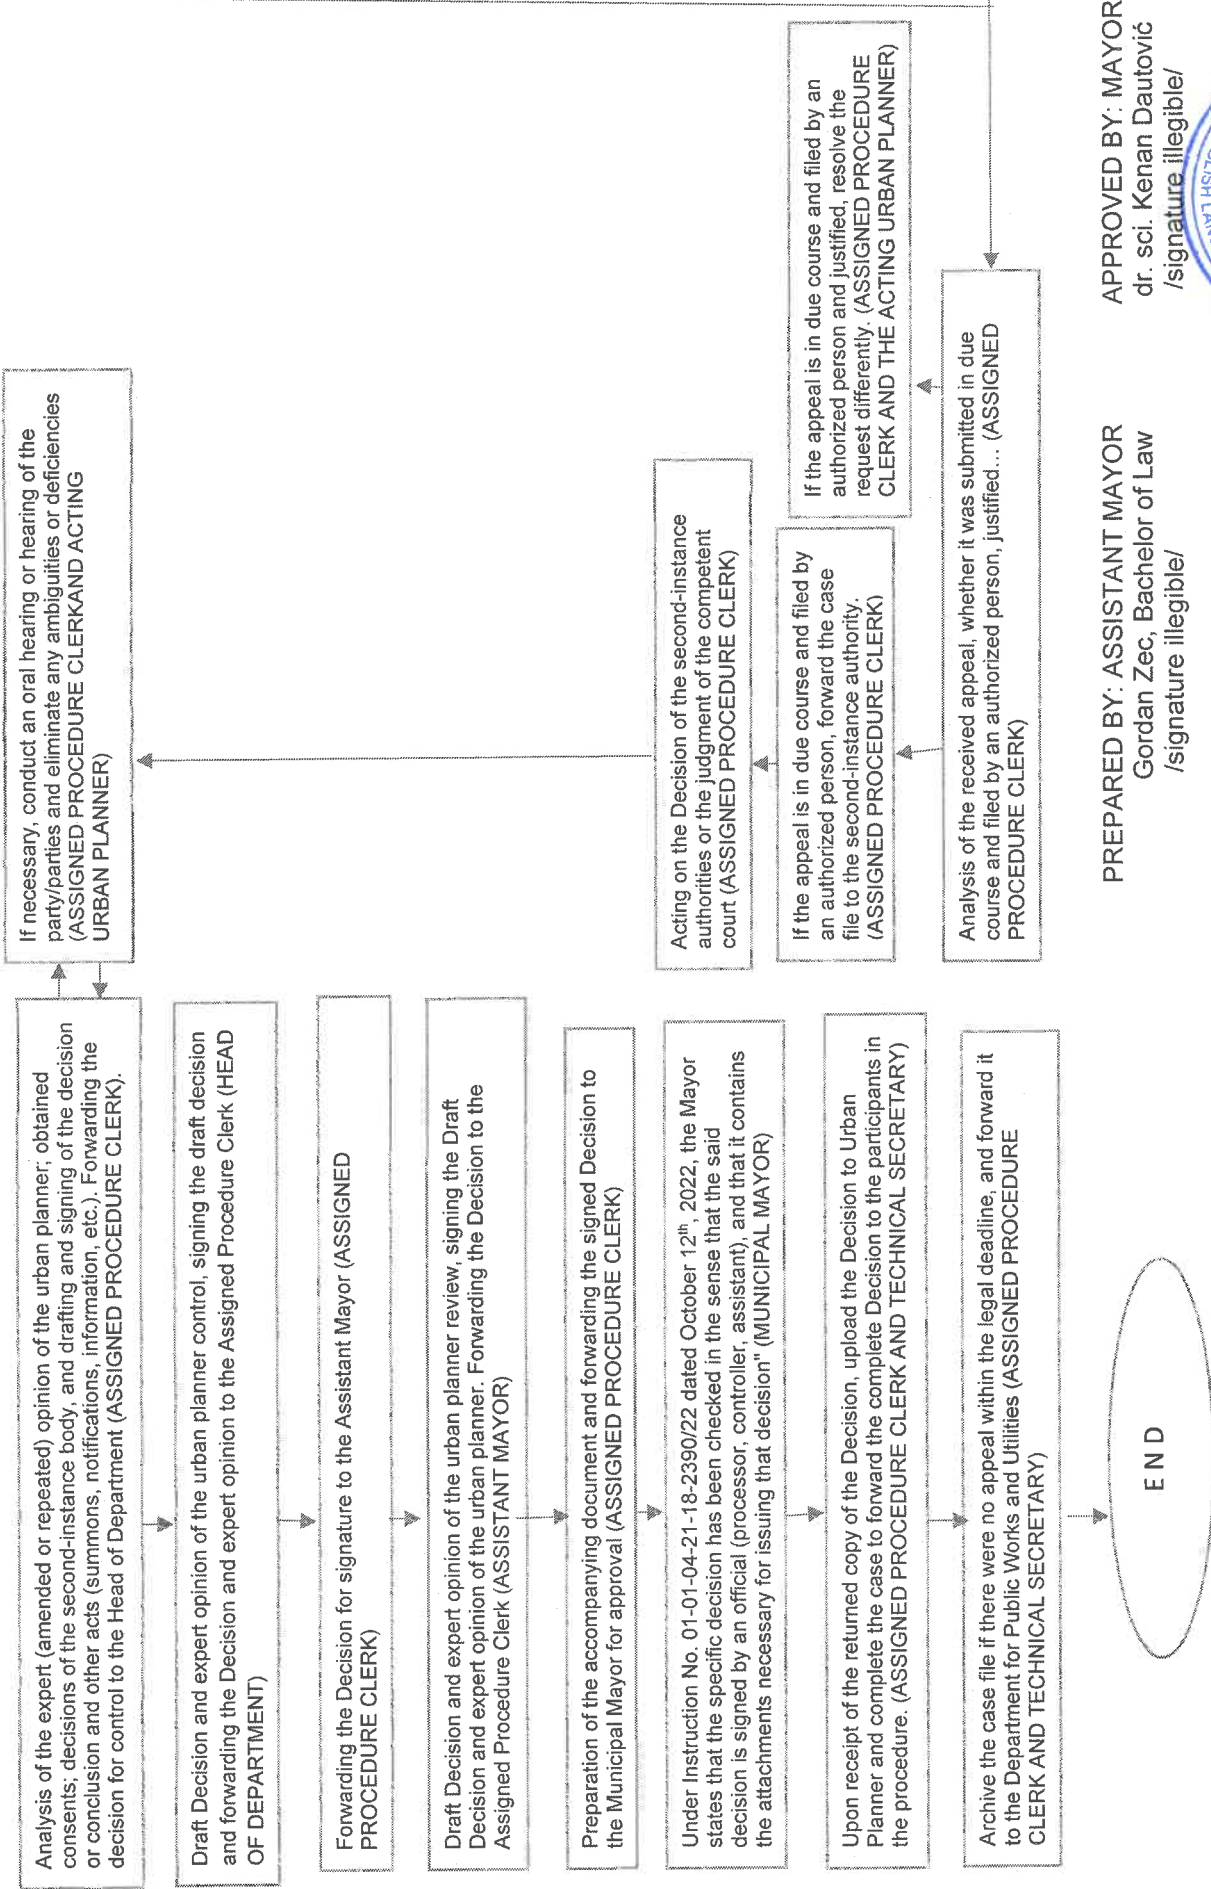 Analysis of the expert (amended or repeated) opinion of the urban planner; obtained
consents; decisions of the second-instance body, and drafting and signing of the decision
or conclusion and other acts (summons, notifications, information, etc.). Forwarding the
decision for control to the Head of Department (ASSIGNED PROCEDURE CLERK).
If necessary, conduct an oral hearing or hearing of the
party/parties and eliminate any ambiguities or deficiencies
(ASSIGNED PROCEDURE CLERKAND ACTING
URBAN PLANNER)
Draft Decision and expert opinion of the urban planner control, signing the draft decision
and forwarding the Decision and expert opinion to the Assigned Procedure Clerk (HEAD
OF DEPARTMENT)
Forwarding the Decision for signature to the Assistant Mayor (ASSIGNED
PROCEDURE CLERK)
Draft Decision and expert opinion of the urban planner review, signing the Draft
Decision and expert opinion of the urban planner. Forwarding the Decision to the
Assigned Procedure Clerk (ASSISTANT MAYOR)
Preparation of the accompanying document and forwarding the signed Decision to
the Municipal Mayor for approval (ASSIGNED PROCEDURE CLERK)
Under Instruction No. 01-01-04-21-18-2390/22 dated October 12th, 2022, the Mayor
states that the specific decision has been checked in the sense that the said
decision is signed by an official (processor, controller, assistant), and that it contains
the attachments necessary for issuing that decision" (MUNICIPAL MAYOR)
Upon receipt of the returned copy of the Decision, upload the Decision to Urban
Planner and complete the case to forward the complete Decision to the participants in
the procedure. (ASSIGNED PROCEDURE CLERK AND TECHNICAL SECRETARY)
Archive the case file if there were no appeal within the legal deadline, and forward it
to the Department for Public Works and Utilities (ASSIGNED PROCEDURE
CLERK AND TECHNICAL SECRETARY)
END
Acting on the Decision of the second-instance
authorities or the judgment of the competent
court (ASSIGNED PROCEDURE CLERK)
If the appeal is in due course and filed by
an authorized person, forward the case
file to the second-instance authority.
(ASSIGNED PROCEDURE CLERK)
If the appeal is in due course and filed by an
authorized person and justified, resolve the
request differently. (ASSIGNED PROCEDURE
CLERK AND THE ACTING URBAN PLANNER)
Analysis of the received appeal, whether it was submitted in due
course and filed by an authorized person, justified... (ASSIGNED
PROCEDURE CLERK)
PREPARED BY: ASSISTANT MAYOR
Gordan Zec, Bachelor of Law
/signature illegible/
APPROVED BY: MAYOR
dr. sci. Kenan Dautović
/signature illegible/